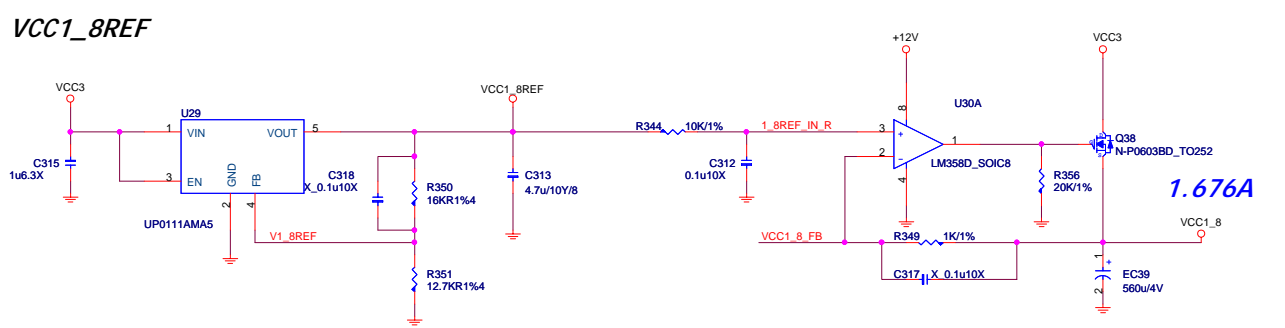 VCC1_8REF
+12V
VCC3
VCC3
VCC1_8REF
U29
U30A
1 VIN VOUT 5
R344 10K/1% 1_8REF_IN_R
8
3 +
1
Q38
N-P0603BD_TO252
2 -
LM358D_SOIC8
C315
1u6.3X
3 EN
GND
FB
C318
X_0.1u10X
C313
4.7u/10Y/8
C312
0.1u10X
R350
16KR1%4
R356
20K/1%
1.676A
2
4
4
UP0111AMA5
V1_8REF
VCC1_8_FB
R349 1K/1%
VCC1_8
R351
12.7KR1%4
C317 X_0.1u10X
1
+
EC39
560u/4V
2